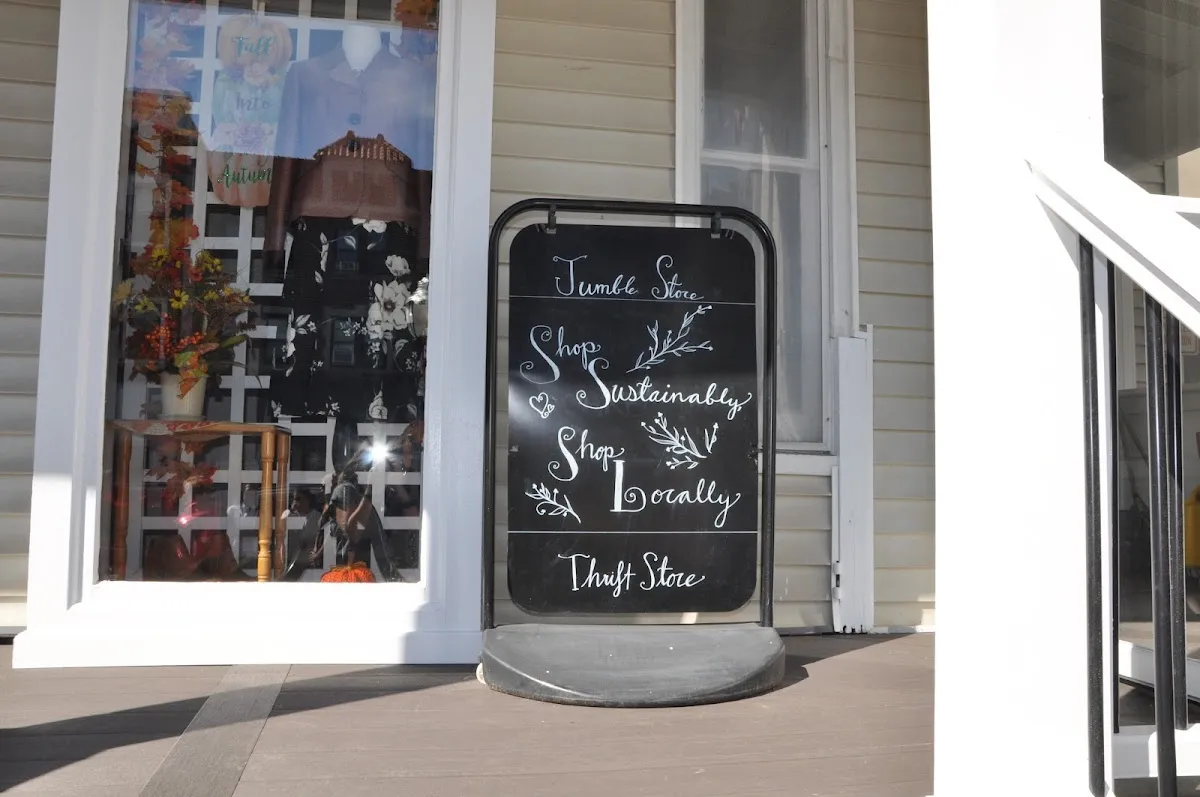 Fall
Into
Autumn
Jumble Store
Shop
Sustainably,
Shop
Locally
Thrift Store